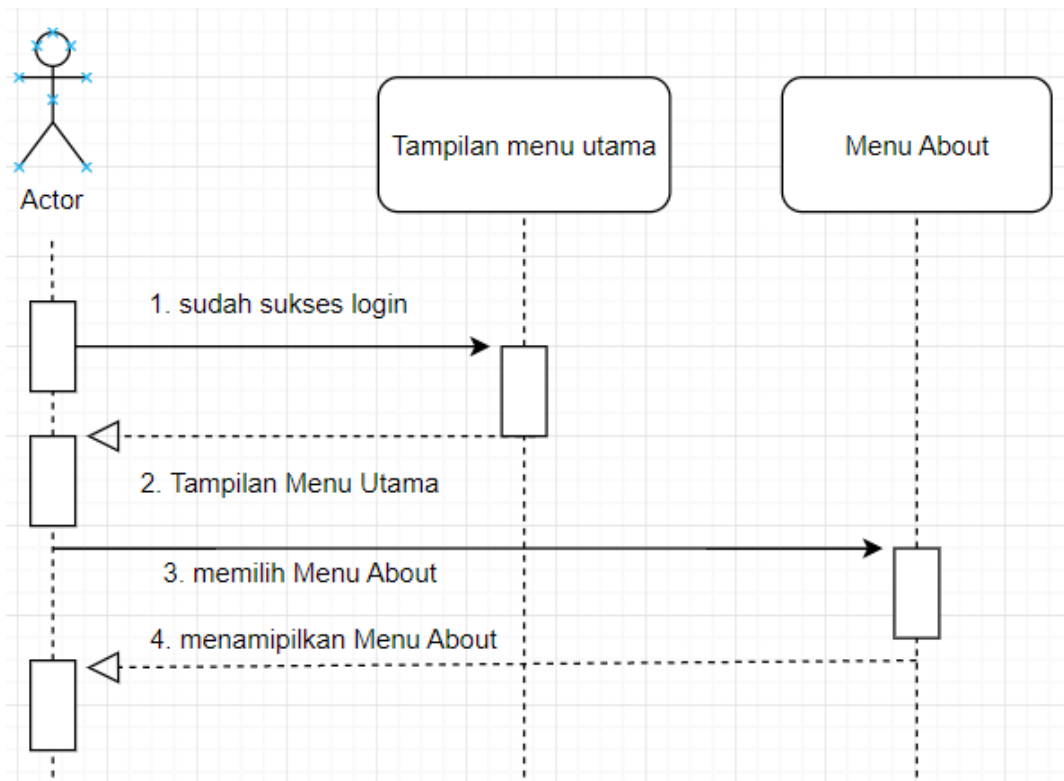 Tampilan menu utama
Menu About
Actor
1. sudah sukses login
2. Tampilan Menu Utama
3. memilih Menu About
4. menamipilkan Menu About